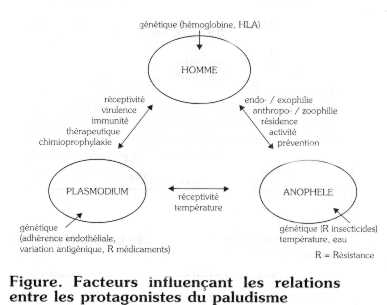 génétique (hémoglobine, HLA)
HOMME
réceptivité
virulence
immunité
thérapeutique
chimioprophylaxie
endo- / exophilie
anthropo- / zoophilie
résidence
activité
prévention
PLASMODIUM
réceptivité
température
ANOPHELE
génétique
(adhérence endothéliale,
variation antigénique, R médicaments)
génétique (R insecticides)
température, eau
R = Résistance
Figure. Facteurs influençant les relations
entre les protagonistes du paludisme